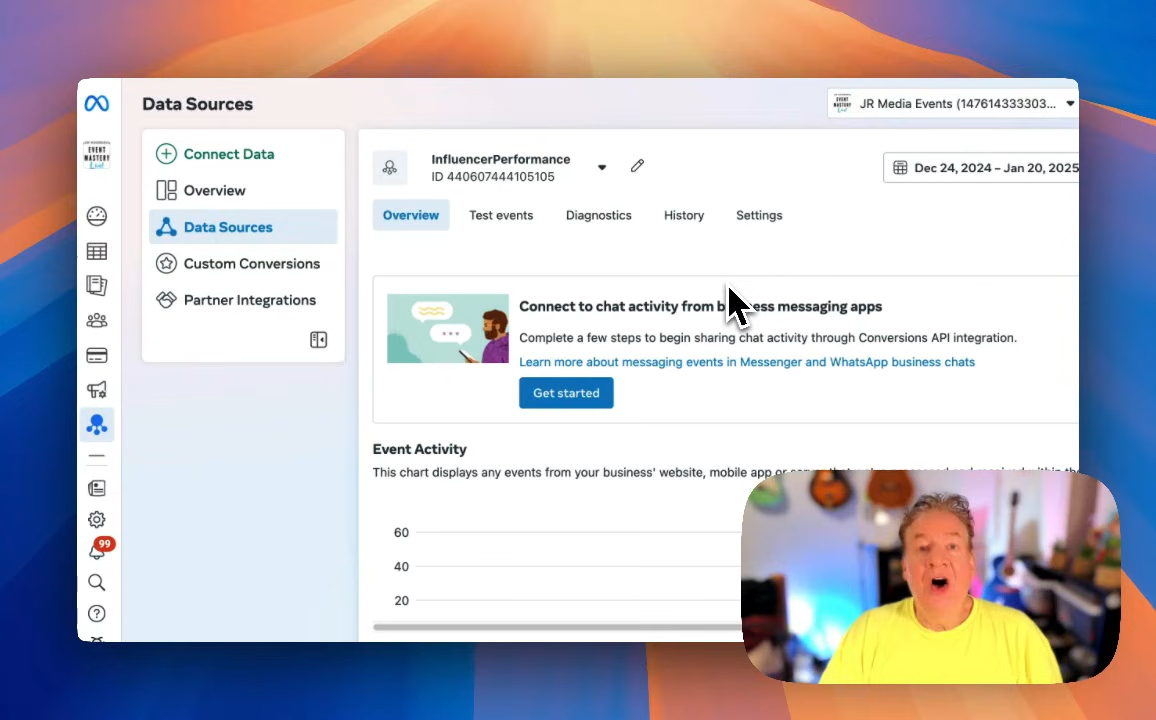 Data Sources
JR Media Events (147614333303...
EVENT
MASTERY
Live!
Connect Data
Overview
Data Sources
Custom Conversions
Partner Integrations
InfluencerPerformance
ID 440607444105105
Dec 24, 2024 – Jan 20, 2025
Overview
Test events
Diagnostics
History
Settings
Connect to chat activity from b ess messaging apps
Complete a few steps to begin sharing chat activity through Conversions API integration.
Learn more about messaging events in Messenger and WhatsApp business chats
Get started
Event Activity
This chart displays any events from your business' website, mobile app or
60
40
20
99